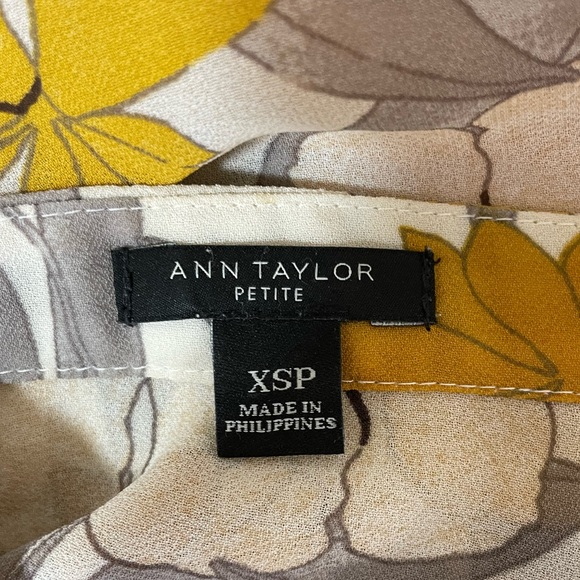 ANN TAYLOR
PETITE
XSP
MADE IN
PHILIPPINES